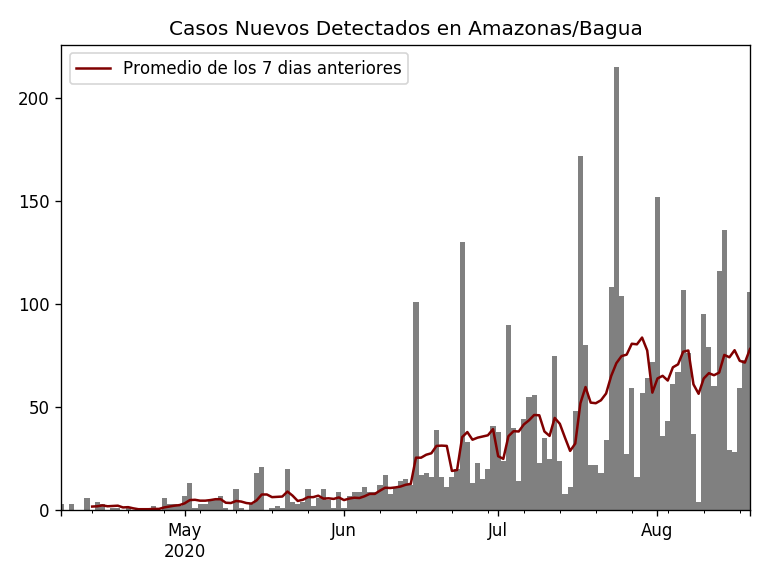 Casos Nuevos Detectados en Amazonas/Bagua
Promedio de los 7 dias anteriores
200
150
100
50
0
May Jun Jul Aug
2020